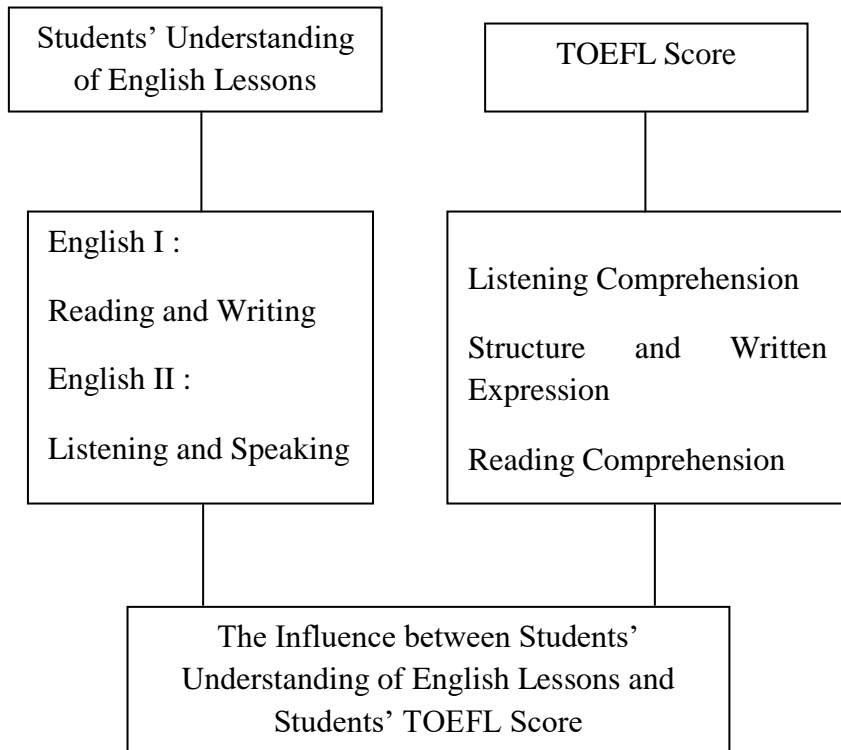 Students’ Understanding
of English Lessons
TOEFL Score
English I :
Reading and Writing
English II :
Listening and Speaking
Listening Comprehension
Structure and Written
Expression
Reading Comprehension
The Influence between Students’
Understanding of English Lessons and
Students’ TOEFL Score